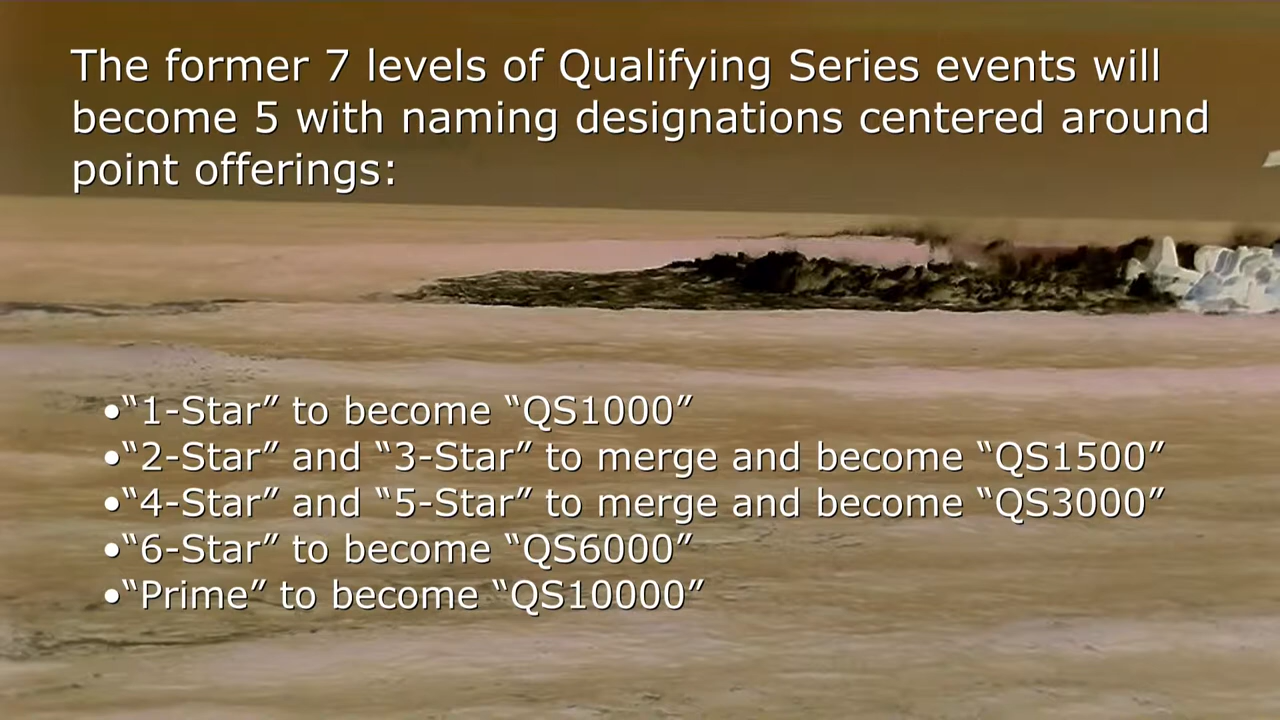 The former 7 levels of Qualifying Series events will
become 5 with naming designations centered around
point offerings:
•“1-Star” to become “QS1000”
•“2-Star” and “3-Star” to merge and become “QS1500”
•“4-Star” and “5-Star” to merge and become “QS3000”
•“6-Star” to become “QS6000”
•“Prime” to become “QS10000”